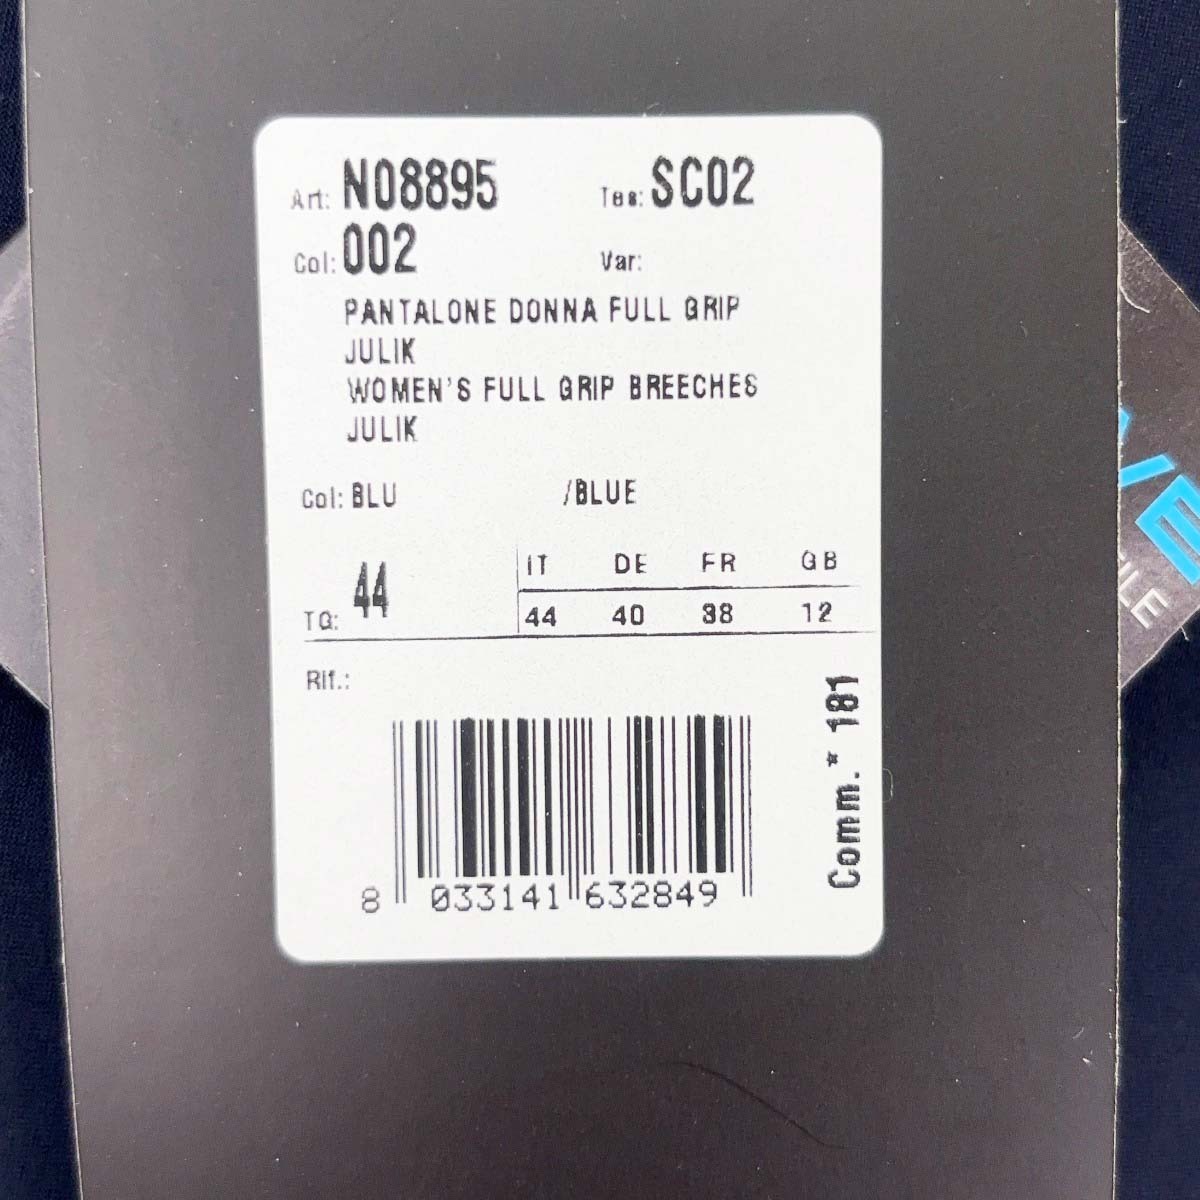 Art: N08895 Tes: SC02
Col: 002 Var:
PANTALONE DONNA FULL GRIP
JULIK
WOMEN'S FULL GRIP BREECHES
JULIK
Col: BLU /BLUE
IT DE FR GB
TG: 44 44 40 38 12
Rif.:
Comm.* 181
8 033141 632849